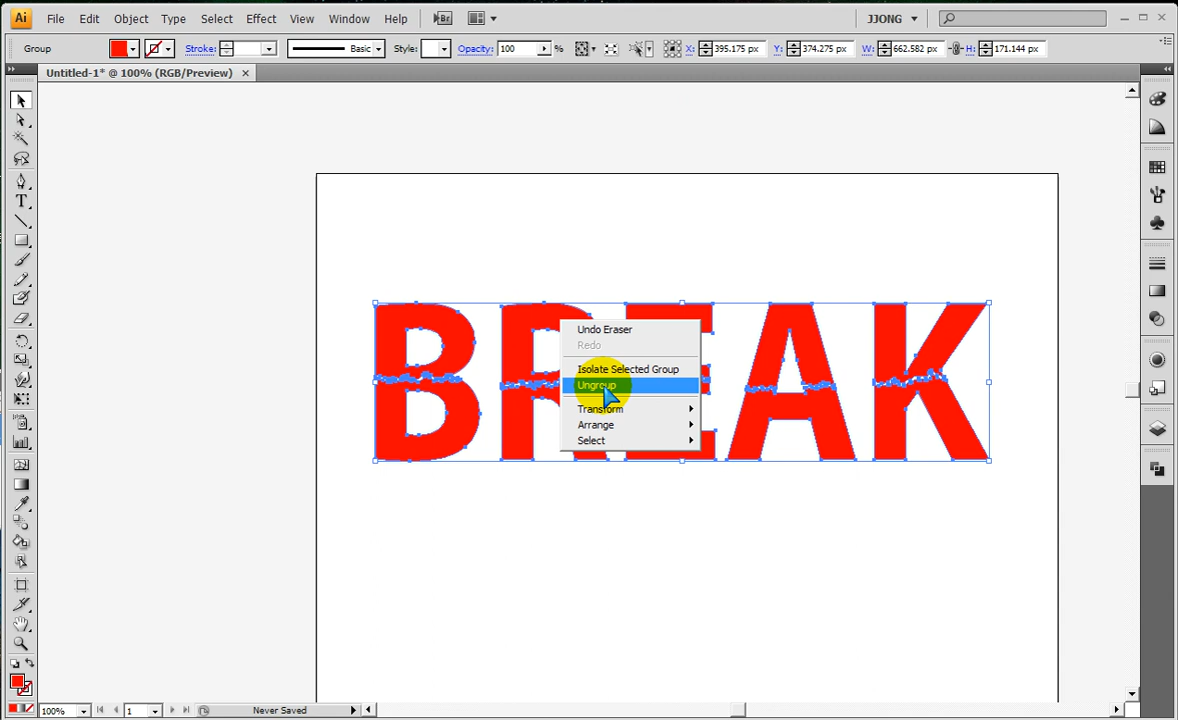 Ai File Edit Object Type Select Effect View Window Help Br JJONG
Group Stroke: Basic Style: Opacity: 100 % X: 395.175 px Y: 374.275 px W: 662.582 px H: 171.144 px
Untitled-1* @ 100% (RGB/Preview)
BREAK
Undo Eraser
Redo
Isolate Selected Group
Ungroup
Transform
Arrange
Select
100% 1 Never Saved